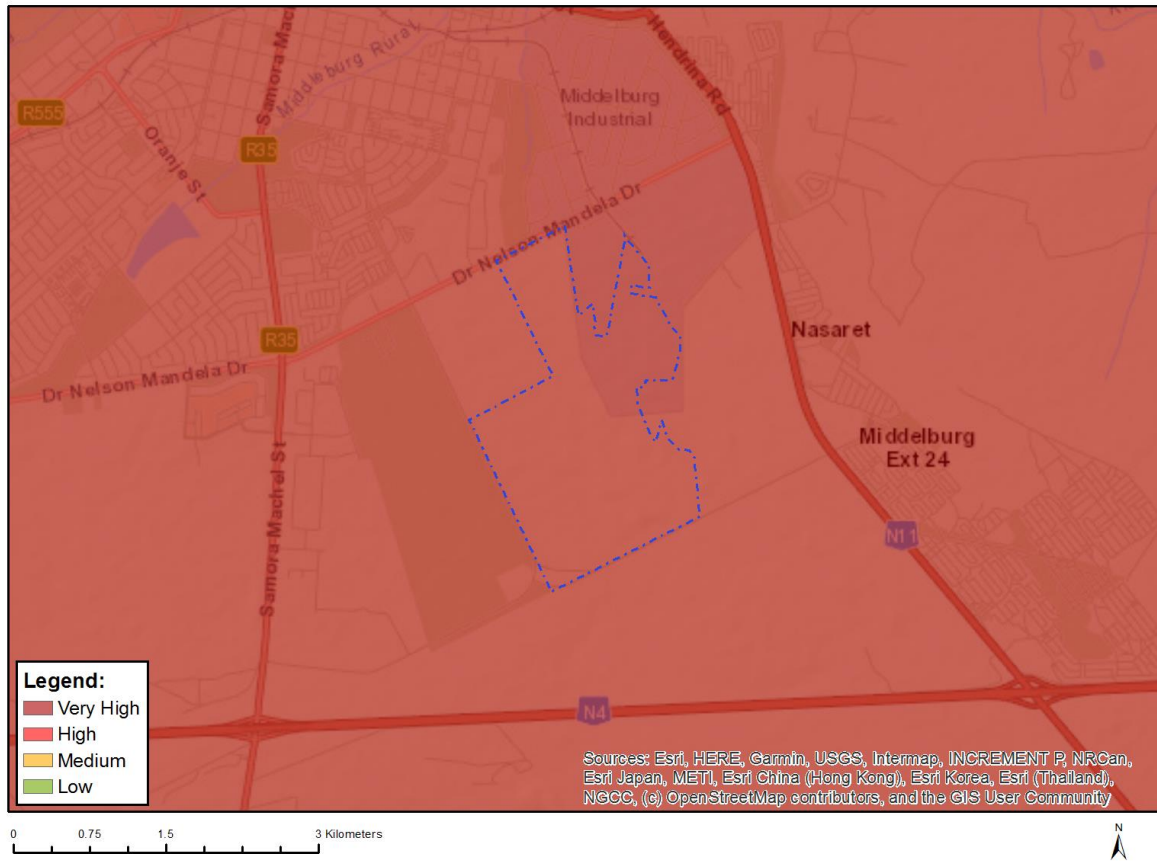 Hendrina Rd
Samora Mac
Middleburg Rural
R555
Middelburg
Industrial
R35
Oranje St
Dr Nelson Mandela Dr
Nasaret
R35
Dr Nelson Mandela Dr
Middelburg
Ext 24
Samora Machel St
N11
N4
Legend:
Very High
High
Medium
Low
Sources: Esri, HERE, Garmin, USGS, Intermap, INCREMENT P, NRCan,
Esri Japan, METI, Esri China (Hong Kong), Esri Korea, Esri (Thailand),
NGCC, (c) OpenStreetMap contributors, and the GIS User Community
0 0.75 1.5 3 Kilometers
N